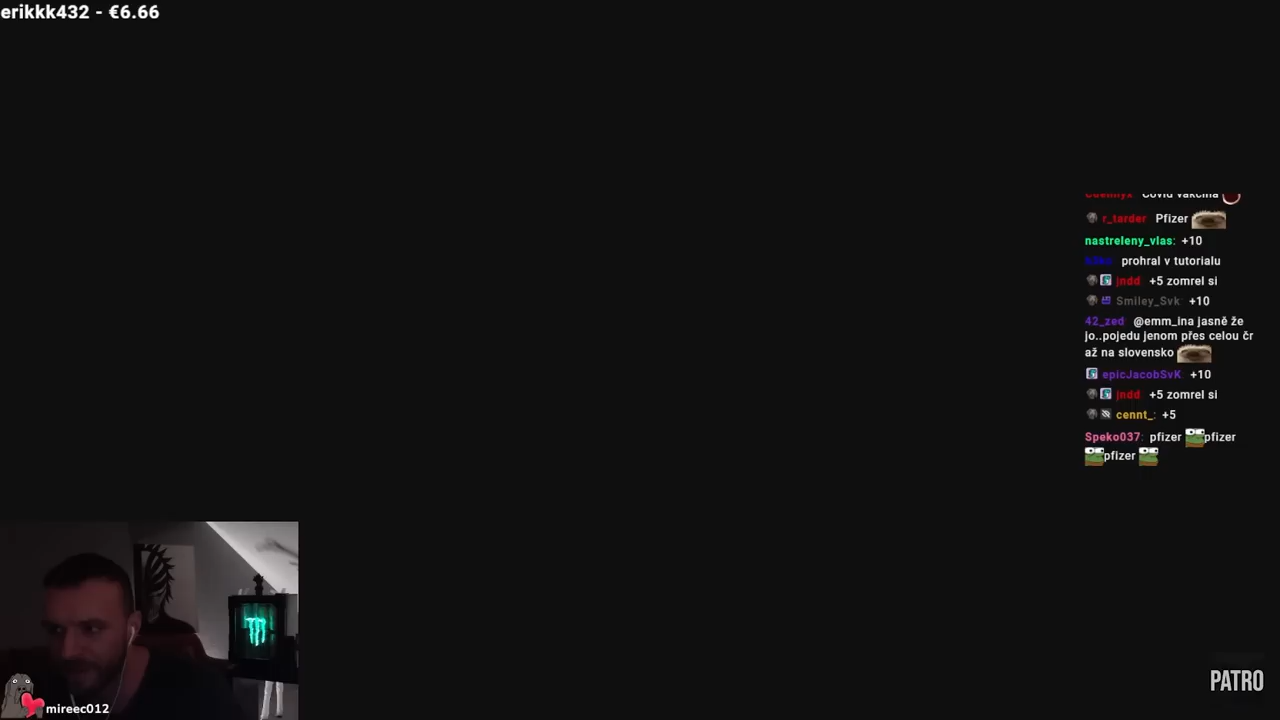 erikkk432 - €6.66
Covid vakcína
r_tarder Pfizer
nastreleny_vlas: +10
prohral v tutorialu
jndd +5 zomrel si
Smiley_Svk +10
42_zed @emm_ina jasně že
jo..pojedu jenom přes celou čr
až na slovensko
epicJacobSvK +10
jndd +5 zomrel si
cennt_: +5
Speko037: pfizer pfizer
pfizer
mireec012
PATRO